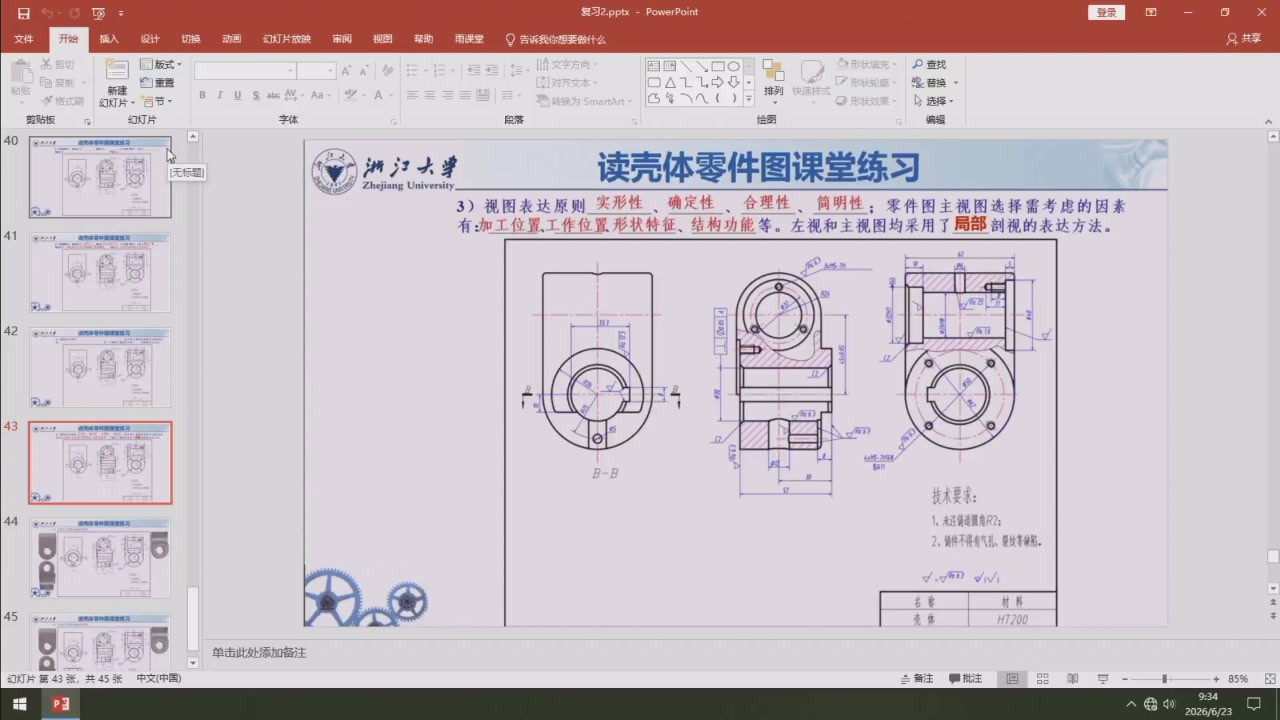 复习2.pptx - PowerPoint
登录
文件
开始
插入
设计
切换
动画
幻灯片放映
审阅
视图
帮助
雨课堂
告诉我你想要做什么
共享
粘贴
剪切
复制
格式刷
剪贴板
新建
幻灯片
版式
重置
节
幻灯片
B I U S abc AV Aa A
字体
文字方向
对齐文本
转换为 SmartArt
段落
排列
快速样式
形状填充
形状轮廓
形状效果
绘图
查找
替换
选择
编辑
40
[无标题]
41
42
43
44
45
浙江大学
Zhejiang University
读壳体零件图课堂练习
3）视图表达原则 实形性 、确定性 、 合理性 、 简明性 ；零件图主视图选择需考虑的因素
有:加工位置、工作位置、形状特征、结构功能等。左视和主视图均采用了 局部 剖视的表达方法。
B-B
技术要求：
1、未注铸造圆角R2；
2、铸件不得有气孔、裂纹等缺陷。
名 称
材 料
壳 体
HT200
单击此处添加备注
幻灯片 第 43 张，共 45 张
中文(中国)
备注
批注
85%
9:34
2026/6/23